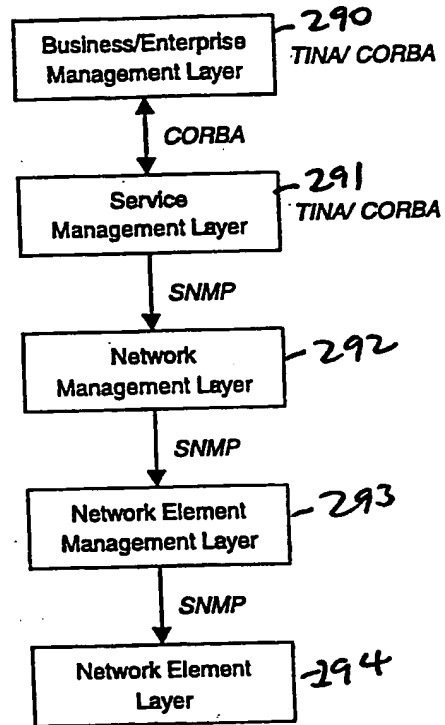 290
Business/Enterprise
Management Layer
TINA/ CORBA
CORBA
291
Service
Management Layer
TINA/ CORBA
SNMP
292
Network
Management Layer
SNMP
293
Network Element
Management Layer
SNMP
294
Network Element
Layer